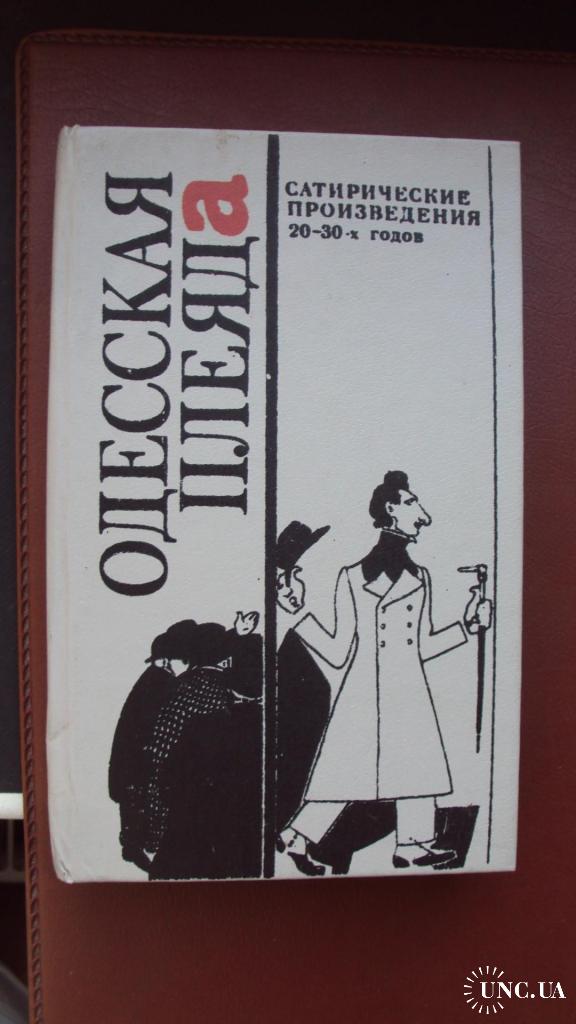 ОДЕССКАЯ
ПЛЕЯДа
САТИРИЧЕСКИЕ
ПРОИЗВЕДЕНИЯ
20-30-х годов
UNC.UA